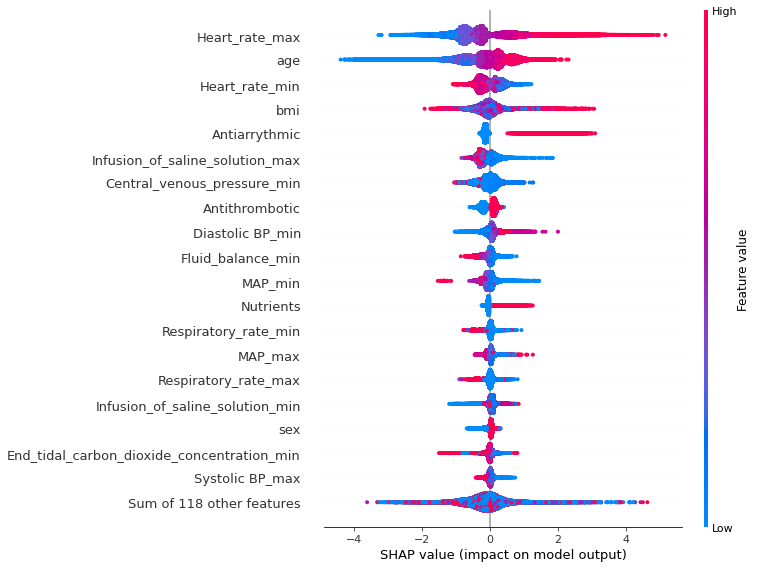 High
Heart_rate_max
age
Heart_rate_min
bmi
Antiarrythmic
Infusion_of_saline_solution_max
Central_venous_pressure_min
Antithrombotic
Diastolic BP_min
Fluid_balance_min
MAP_min
Nutrients
Respiratory_rate_min
MAP_max
Respiratory_rate_max
Infusion_of_saline_solution_min
sex
End_tidal_carbon_dioxide_concentration_min
Systolic BP_max
Sum of 118 other features
Feature value
Low
−4 −2 0 2 4
SHAP value (impact on model output)